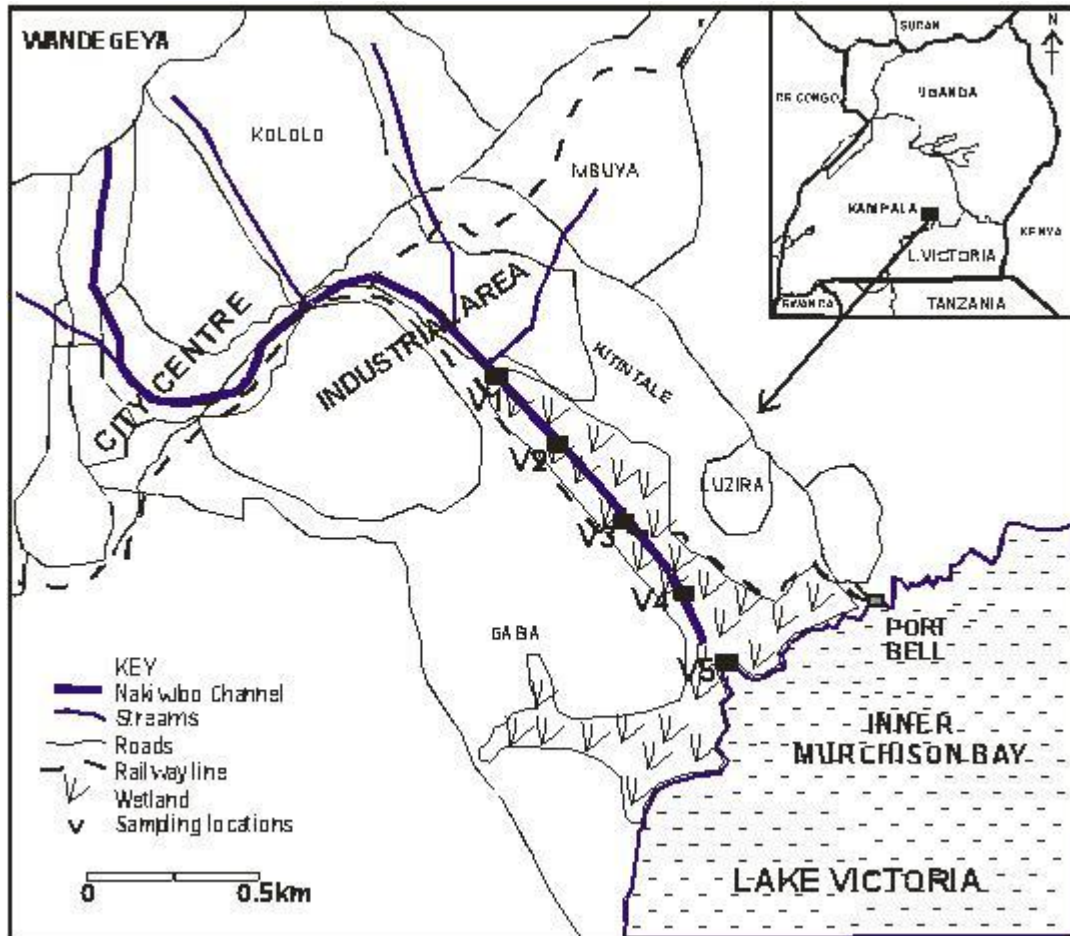 WANDEGEYA
SUDAN
N
DR CONGO
UGANDA
KOLOLO
MBUYA
KAMPALA
KENYA
L.VICTORIA
RWANDA
TANZANIA
CITY CENTRE
INDUSTRIAL AREA
KITINTALE
V1
V2
LUZIRA
V3
V4
GABA
PORT
BELL
V5
KEY
Nakiwboo Channel
Streams
Roads
Railway line
Wetland
V Sampling locations
INNER
MURCHISON BAY
0 0.5km
LAKE VICTORIA